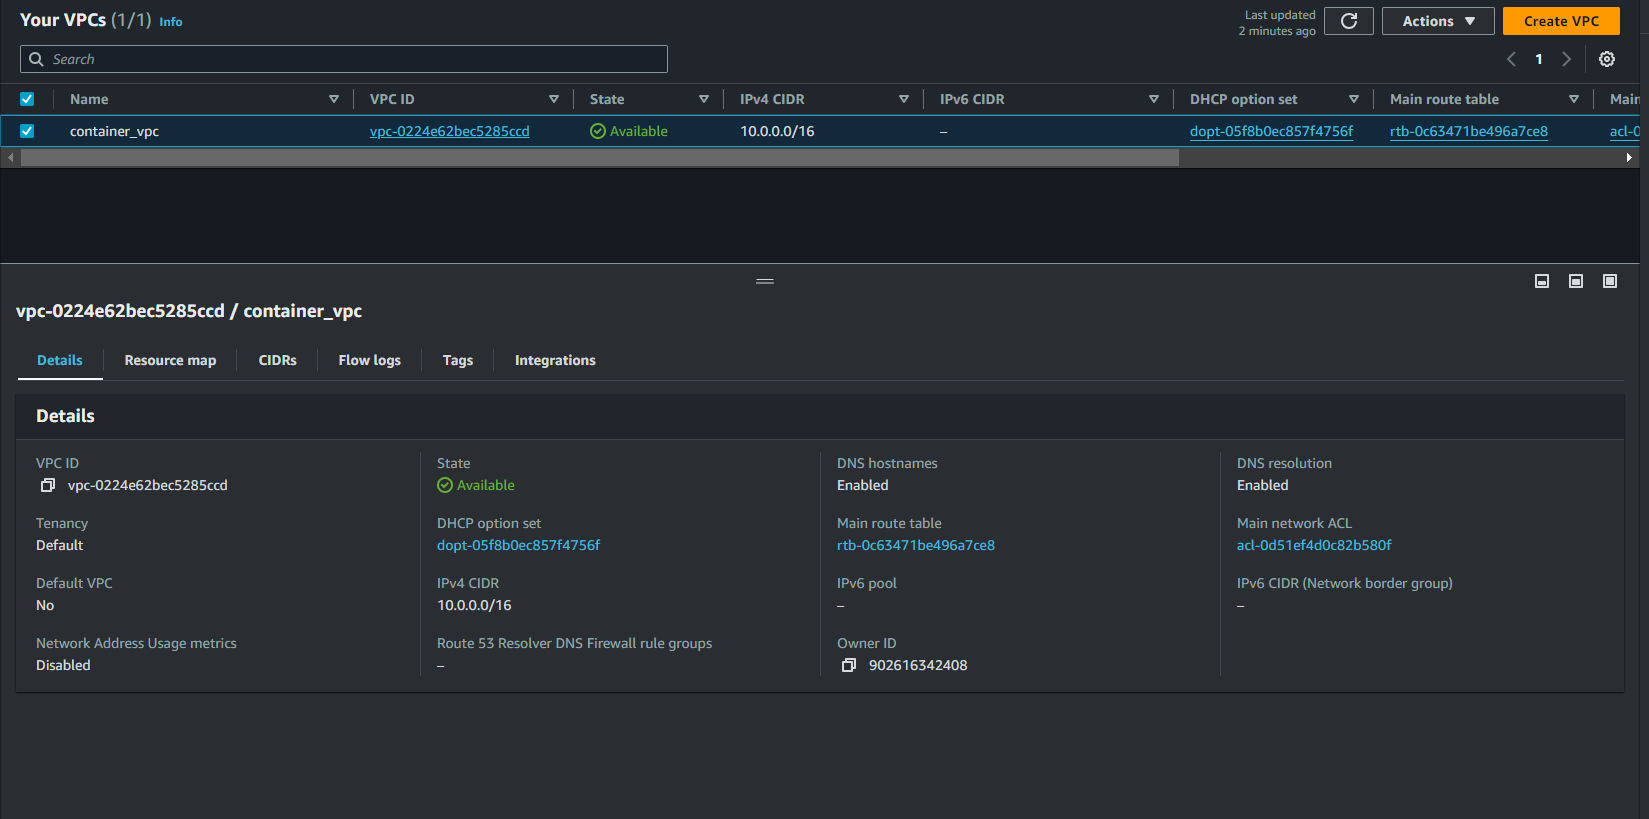 Your VPCs (1/1) Info
Last updated
2 minutes ago
Actions
Create VPC
Search
1
Name VPC ID State IPv4 CIDR IPv6 CIDR DHCP option set Main route table Main
container_vpc vpc-0224e62bec5285ccd Available 10.0.0.0/16 – dopt-05f8b0ec857f4756f rtb-0c63471be496a7ce8 acl-0
vpc-0224e62bec5285ccd / container_vpc
Details Resource map CIDRs Flow logs Tags Integrations
Details
VPC ID
vpc-0224e62bec5285ccd
State
Available
DNS hostnames
Enabled
DNS resolution
Enabled
Tenancy
Default
DHCP option set
dopt-05f8b0ec857f4756f
Main route table
rtb-0c63471be496a7ce8
Main network ACL
acl-0d51ef4d0c82b580f
Default VPC
No
IPv4 CIDR
10.0.0.0/16
IPv6 pool
–
IPv6 CIDR (Network border group)
–
Network Address Usage metrics
Disabled
Route 53 Resolver DNS Firewall rule groups
–
Owner ID
902616342408